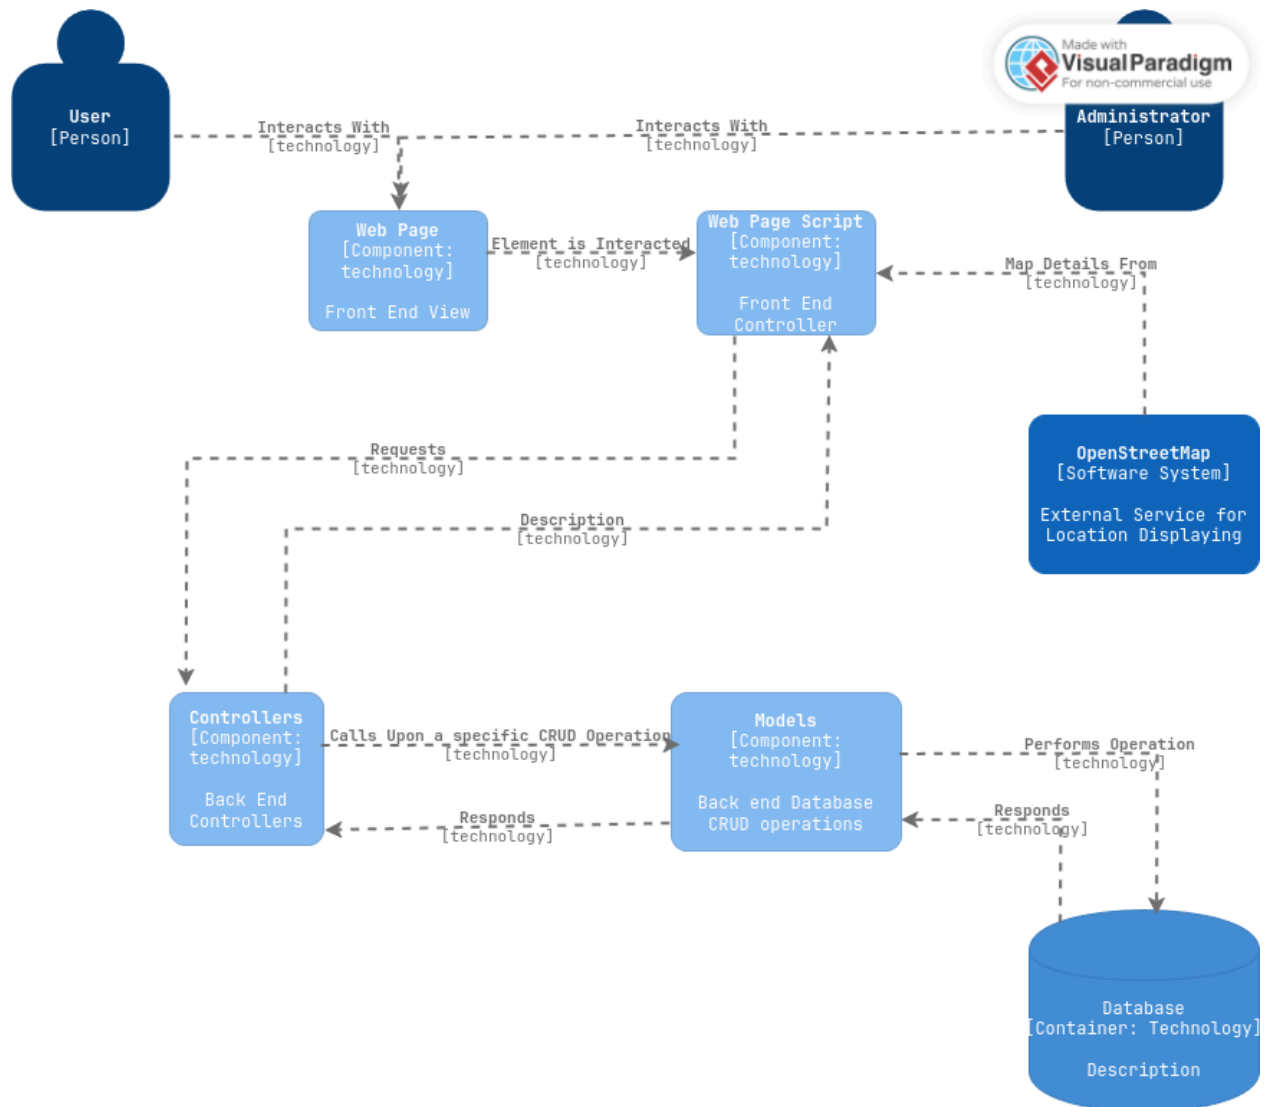 Made with
Visual Paradigm
For non-commercial use
User
[Person]
Administrator
[Person]
Interacts With
[technology]
Interacts With
[technology]
Web Page
[Component:
technology]
Front End View
Element is Interacted
[technology]
Web Page Script
[Component:
technology]
Front End
Controller
Map Details From
[technology]
Requests
[technology]
OpenStreetMap
[Software System]
External Service for
Location Displaying
Description
[technology]
Controllers
[Component:
technology]
Back End
Controllers
Calls Upon a specific CRUD Operation
[technology]
Models
[Component:
technology]
Back end Database
CRUD operations
Performs Operation
[technology]
Responds
[technology]
Responds
[technology]
Database
[Container: Technology]
Description